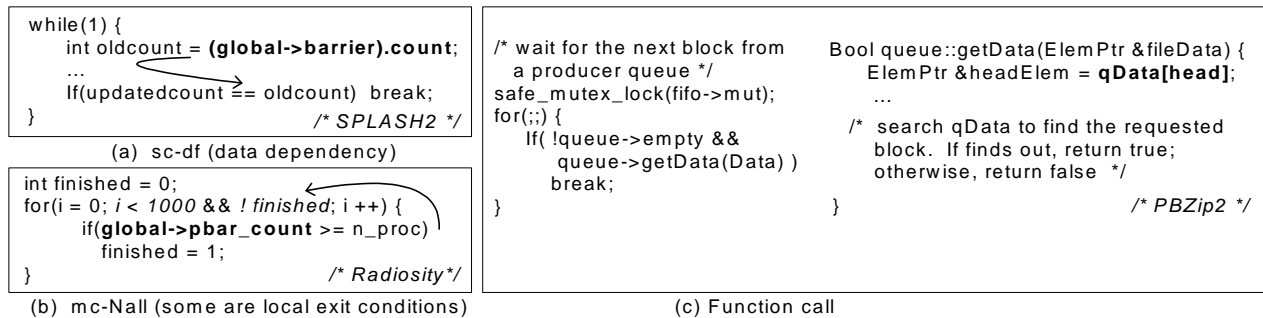 while(1) {
int oldcount = (global->barrier).count;
...
If(updatedcount == oldcount) break;
}
/* SPLASH2 */
(a) sc-df (data dependency)
int finished = 0;
for(i = 0; i < 1000 && ! finished; i ++) {
if(global->pbar_count >= n_proc)
finished = 1;
}
/* Radiosity*/
(b) mc-Nall (some are local exit conditions)
/* wait for the next block from
a producer queue */
safe_mutex_lock(fifo->mut);
for(;;) {
If( !queue->empty &&
queue->getData(Data) )
break;
}
Bool queue::getData(ElemPtr &fileData) {
ElemPtr &headElem = qData[head];
...
/* search qData to find the requested
block. If finds out, return true;
otherwise, return false */
}
/* PBZip2 */
(c) Function call